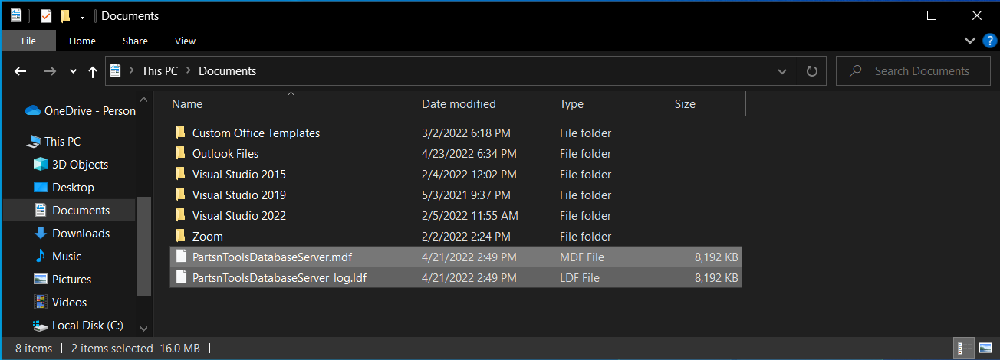 Documents
File Home Share View
This PC Documents Search Documents
Name Date modified Type Size
OneDrive - Person
This PC
3D Objects
Desktop
Documents
Downloads
Music
Pictures
Videos
Local Disk (C:)
Custom Office Templates 3/2/2022 6:18 PM File folder
Outlook Files 4/23/2022 6:34 PM File folder
Visual Studio 2015 2/4/2022 12:02 PM File folder
Visual Studio 2019 5/3/2021 9:37 PM File folder
Visual Studio 2022 2/5/2022 11:55 AM File folder
Zoom 2/2/2022 2:24 PM File folder
PartsnToolsDatabaseServer.mdf 4/21/2022 2:49 PM MDF File 8,192 KB
PartsnToolsDatabaseServer_log.ldf 4/21/2022 2:49 PM LDF File 8,192 KB
8 items 2 items selected 16.0 MB